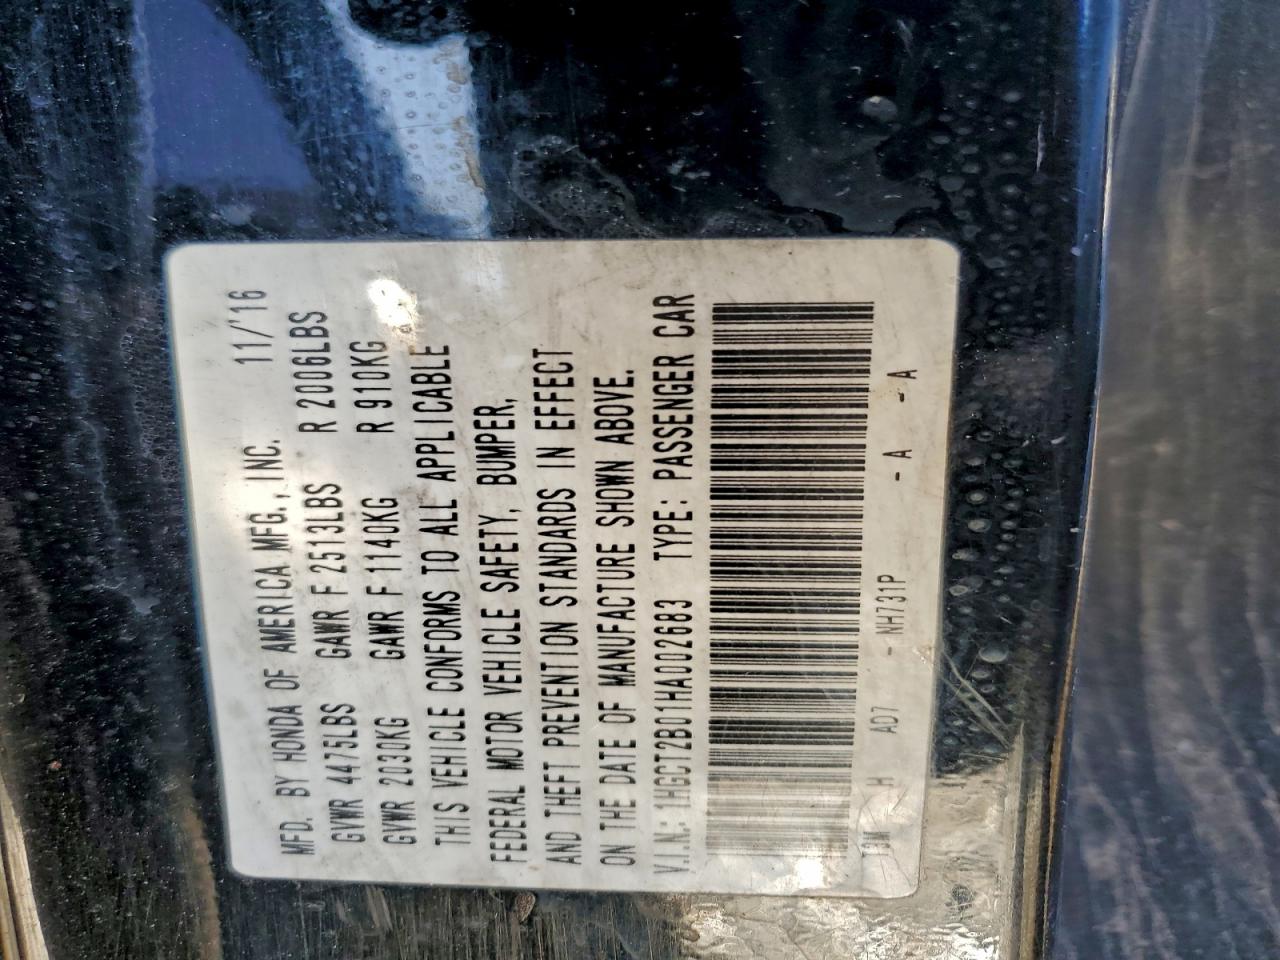 MFD. BY HONDA OF AMERICA MFG., INC. 11/'16
GVWR 4475LBS GAWR F 2513LBS R 2006LBS
GVWR 2030KG GAWR F 1140KG R 910KG
THIS VEHICLE CONFORMS TO ALL APPLICABLE
FEDERAL MOTOR VEHICLE SAFETY, BUMPER,
AND THEFT PREVENTION STANDARDS IN EFFECT
ON THE DATE OF MANUFACTURE SHOWN ABOVE.
V.I.N.: 1HGCT2B01HA002683 TYPE: PASSENGER CAR
H AD7 -NH731P -A -A